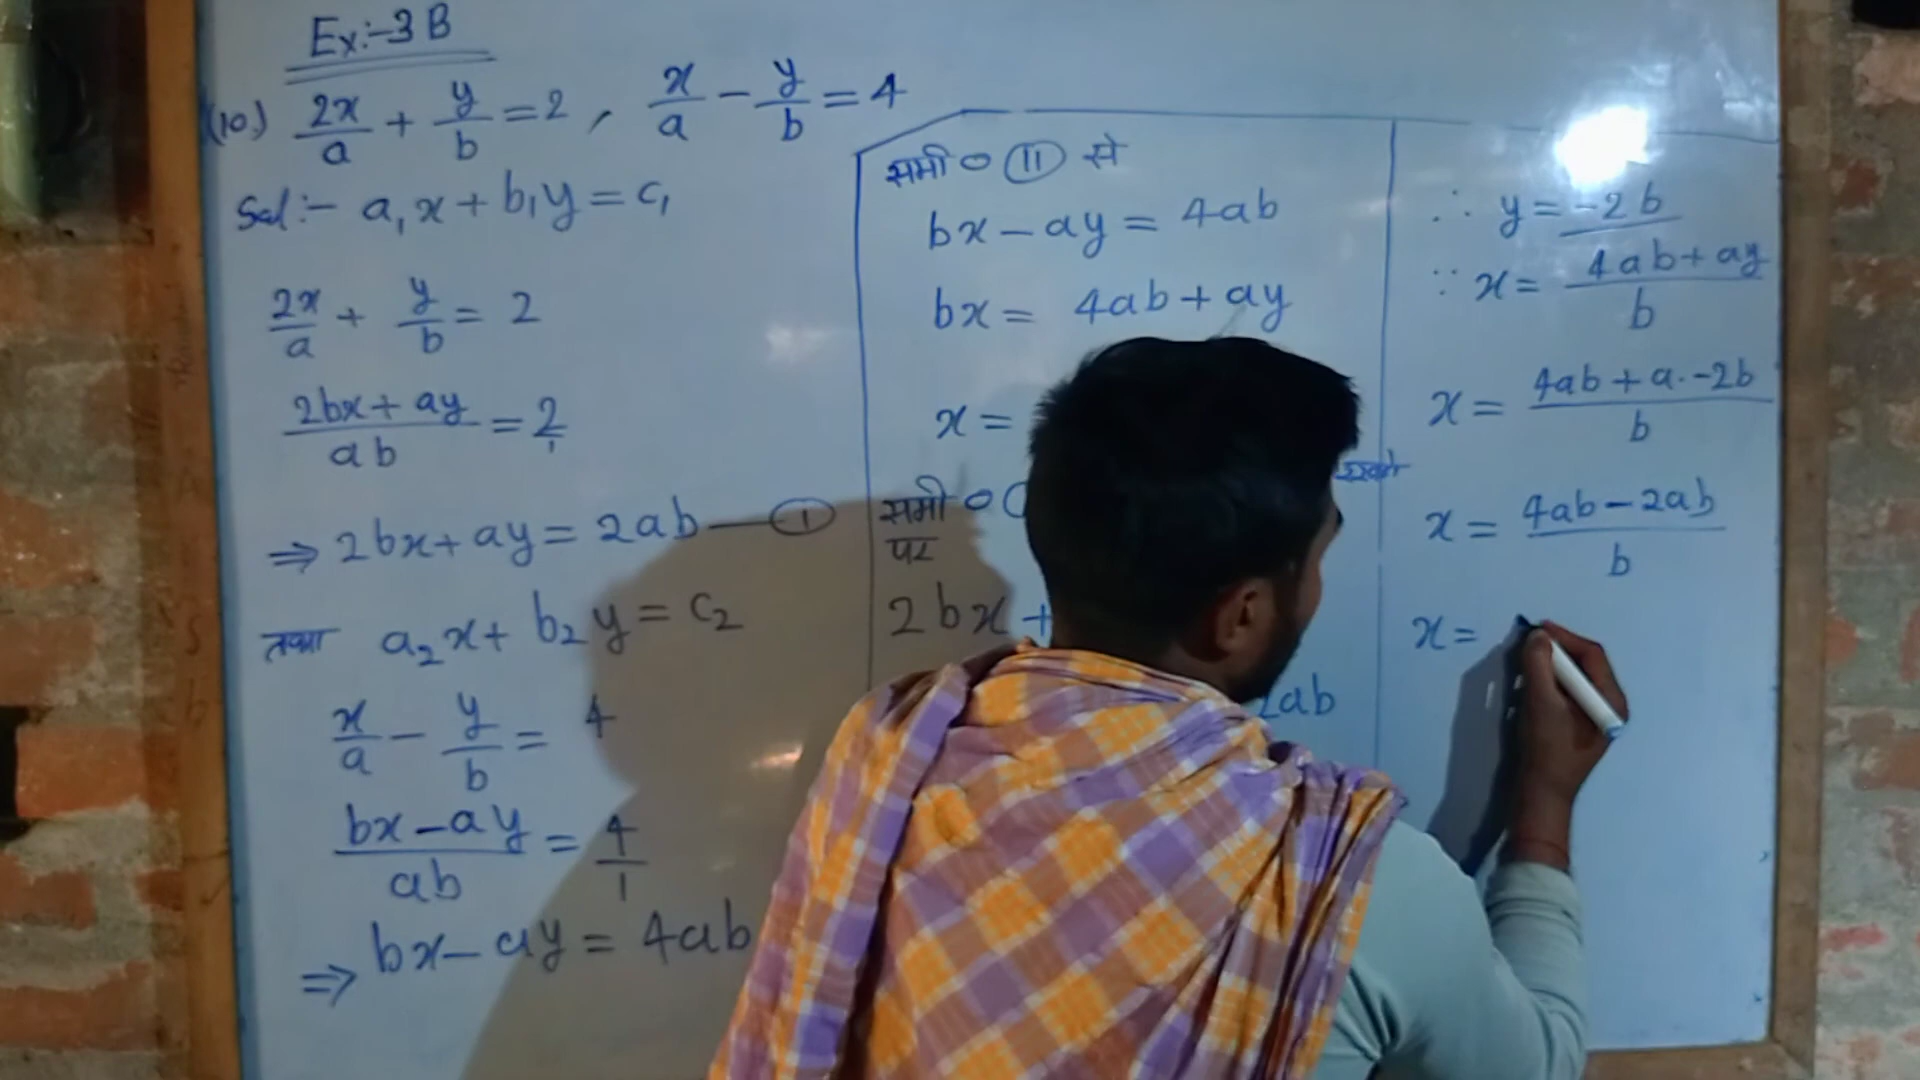 Ex:-3B
(10.) 2x/a + y/b = 2, x/a - y/b = 4
Sol:- a₁x + b₁y = c₁
2x/a + y/b = 2
(2bx + ay)/ab = 2/1
⇒ 2bx + ay = 2ab — (I)
तथा a₂x + b₂y = c₂
x/a - y/b = 4
(bx - ay)/ab = 4/1
⇒ bx - ay = 4ab
समी० (II) से
bx - ay = 4ab
bx = 4ab + ay
x =
समी०
पर
2bx +
2ab
∴ y = -2b
∵ x = (4ab + ay)/b
x = (4ab + a.-2b)/b
x = (4ab - 2ab)/b
x =